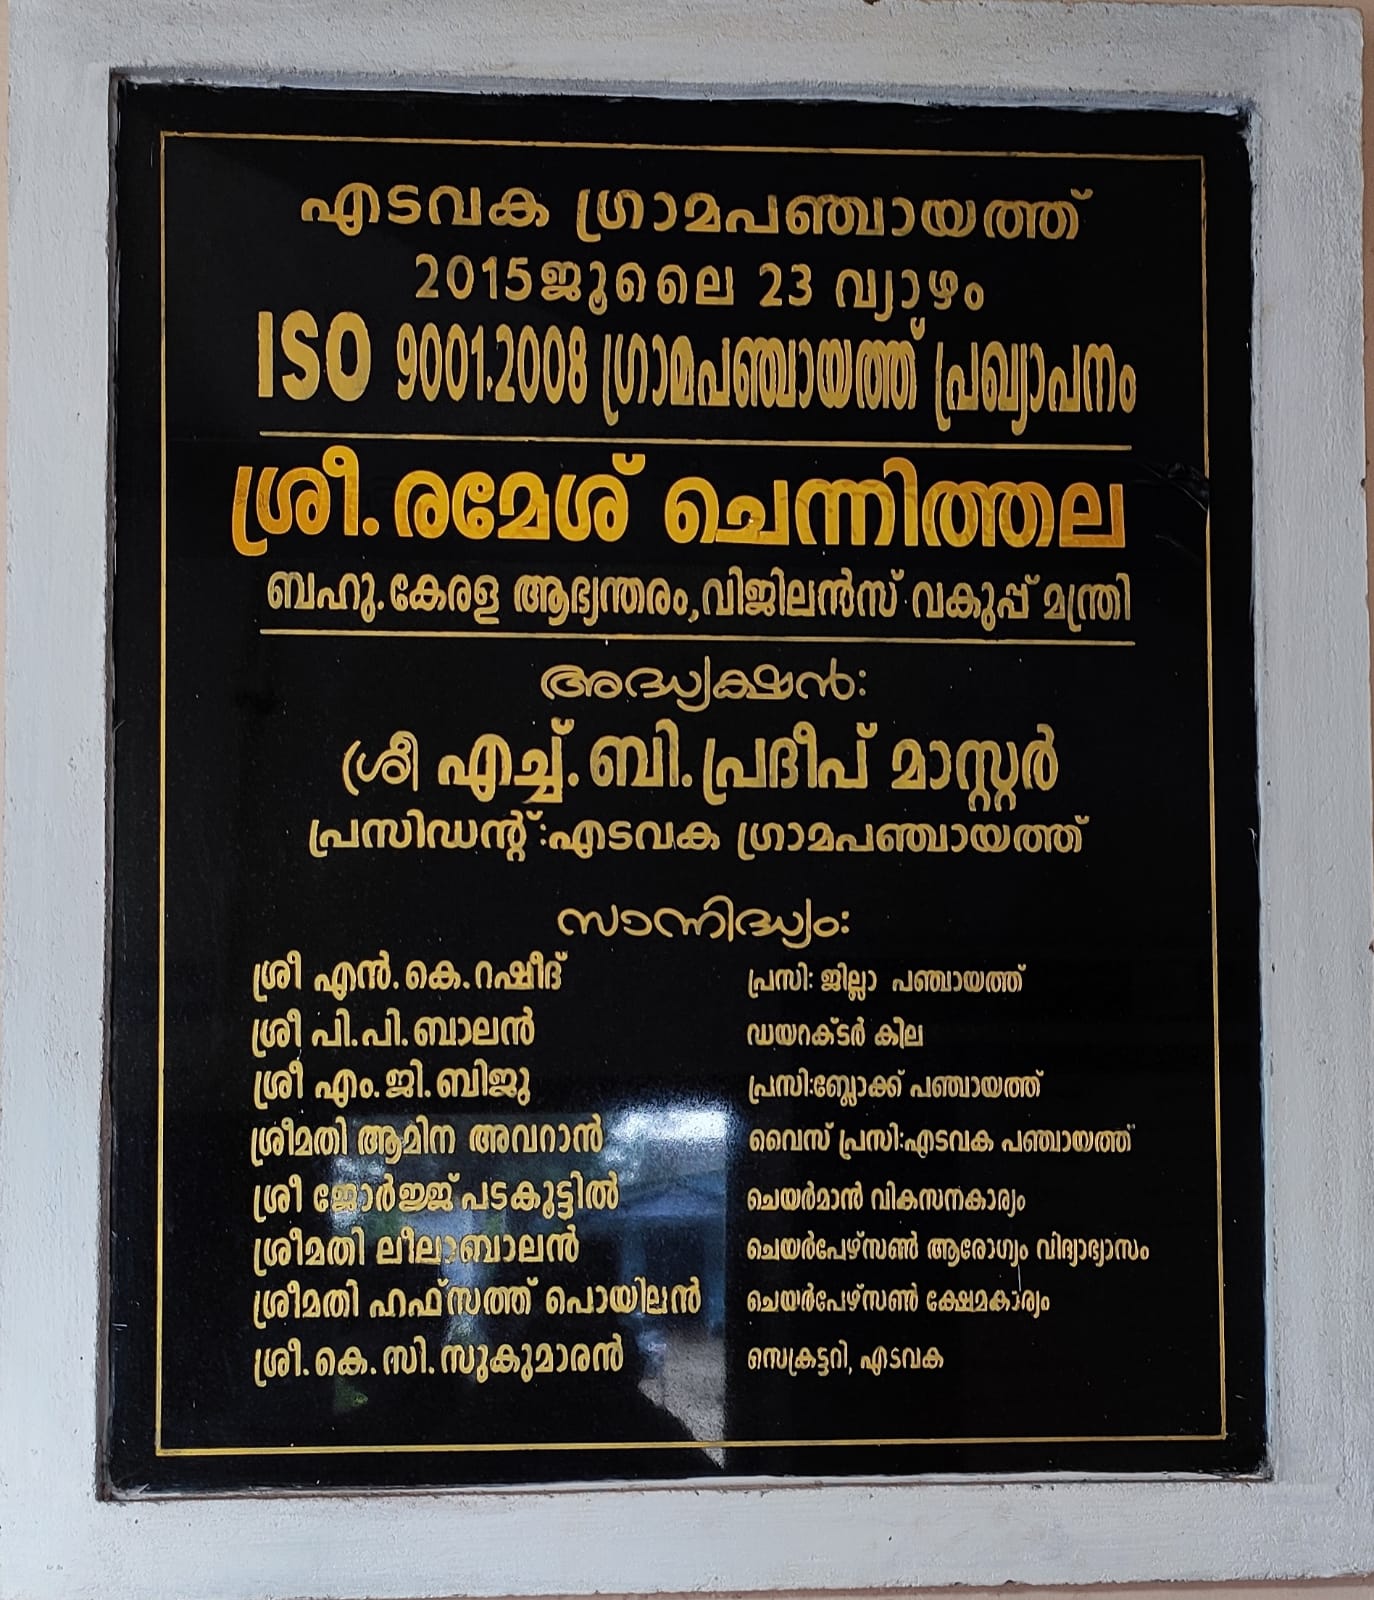 എടവക ഗ്രാമപഞ്ചായത്ത്
2015ജൂലൈ 23 വ്യാഴം
ISO 9001.2008 ഗ്രാമപഞ്ചായത്ത് പ്രഖ്യാപനം
ശ്രീ. രമേശ് ചെന്നിത്തല
ബഹു. കേരള ആഭ്യന്തരം, വിജിലൻസ് വകുപ്പ് മന്ത്രി
അദ്ധ്യക്ഷൻ:
ശ്രീ എച്ച്. ബി. പ്രദീപ് മാസ്റ്റർ
പ്രസിഡന്റ് :എടവക ഗ്രാമപഞ്ചായത്ത്
സാന്നിദ്ധ്യം:
ശ്രീ എൻ. കെ. റഷീദ് പ്രസി: ജില്ലാ പഞ്ചായത്ത്
ശ്രീ പി. പി. ബാലൻ ഡയറക്ടർ കില
ശ്രീ എം. ജി. ബിജു പ്രസി:ബ്ലോക്ക് പഞ്ചായത്ത്
ശ്രീമതി ആമിന അവറാൻ വൈസ് പ്രസി:എടവക പഞ്ചായത്ത്
ശ്രീ ജോർജ്ജ് പടകൂട്ടിൽ ചെയർമാൻ വികസനകാര്യം
ശ്രീമതി ലീലാബാലൻ ചെയർപേഴ്സൺ ആരോഗ്യം വിദ്യാഭ്യാസം
ശ്രീമതി ഹഫ്സത്ത് പൊയിലൻ ചെയർപേഴ്സൺ ക്ഷേമകാര്യം
ശ്രീ. കെ. സി. സുകുമാരൻ സെക്രട്ടറി, എടവക